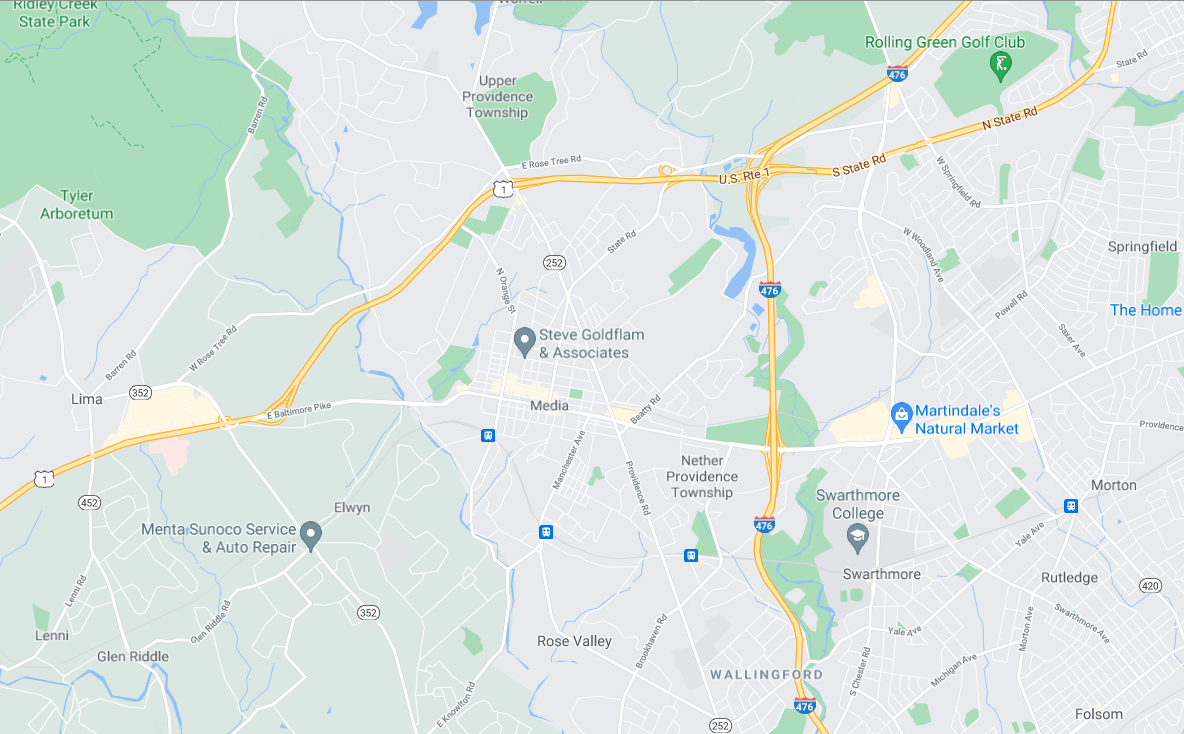 Ridley Creek
State Park
Rolling Green Golf Club
476
State Rd
Upper
Providence
Township
Barren Rd
N State Rd
E Rose Tree Rd
S State Rd
U.S. Rte 1
1
W Springfield Rd
Tyler
Arboretum
State Rd
W Woodland Ave
Springfield
252
N Orange St
476
Powell Rd
The Home
Steve Goldflam
& Associates
Saxer Ave
W Rose Tree Rd
Barren Rd
352
Lima
E Baltimore Pike
Media
Beatty Rd
Martindale's
Natural Market
Providence
Manchester Ave
Nether
Providence
Township
Providence Rd
1
452
Morton
Swarthmore
College
Elwyn
476
Menta Sunoco Service
& Auto Repair
Yale Ave
Swarthmore
Rutledge
420
Lenni Rd
352
Glen Riddle Rd
Swarthmore Ave
Morton Ave
Lenni
Rose Valley
Brookhaven Rd
Yale Ave
Glen Riddle
WALLINGFORD
S Chester Rd
Michigan Ave
E Knowlton Rd
476
252
Folsom